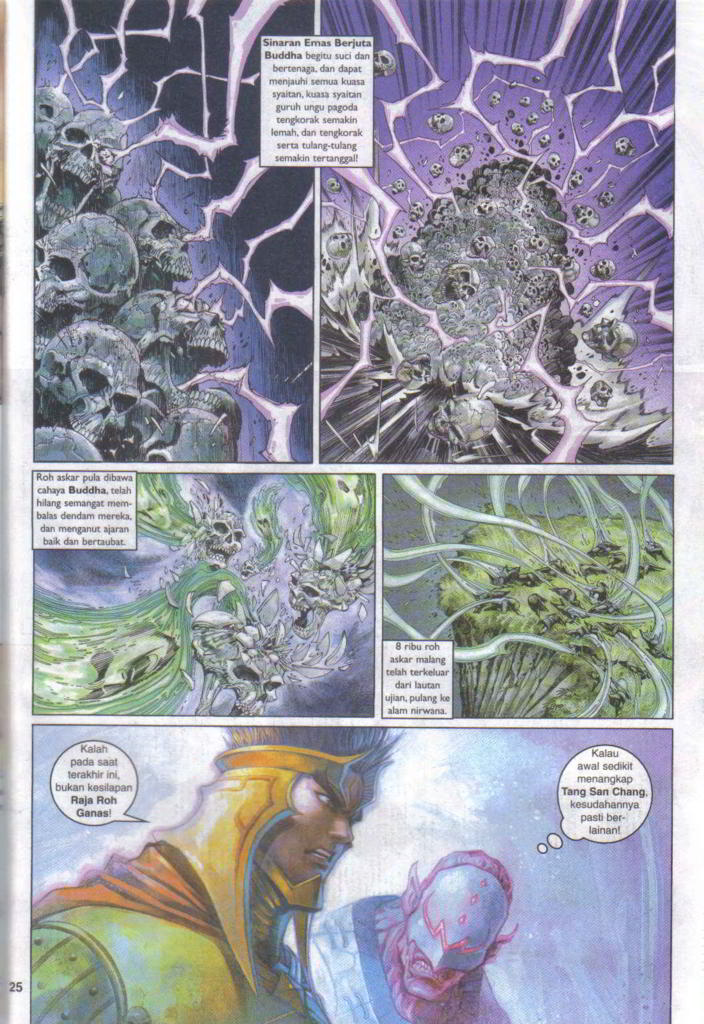 Sinaran Emas Berjuta
Buddha begitu suci dan
bertenaga, dan dapat
menjauhi semua kuasa
syaitan, kuasa syaitan
guruh ungu pagoda
tengkorak semakin
lemah, dan tengkorak
serta tulang-tulang
semakin tertanggal!
Roh askar pula dibawa
cahaya Buddha, telah
hilang semangat mem-
balas dendam mereka,
dan menganut ajaran
baik dan bertaubat.
8 ribu roh
askar malang
telah terkeluar
dari lautan
ujian, pulang ke
alam nirwana.
Kalah
pada saat
terakhir ini,
bukan kesilapan
Raja Roh
Ganas!
Kalau
awal sedikit
menangkap
Tang San Chang,
kesudahannya
pasti ber-
lainan!
25